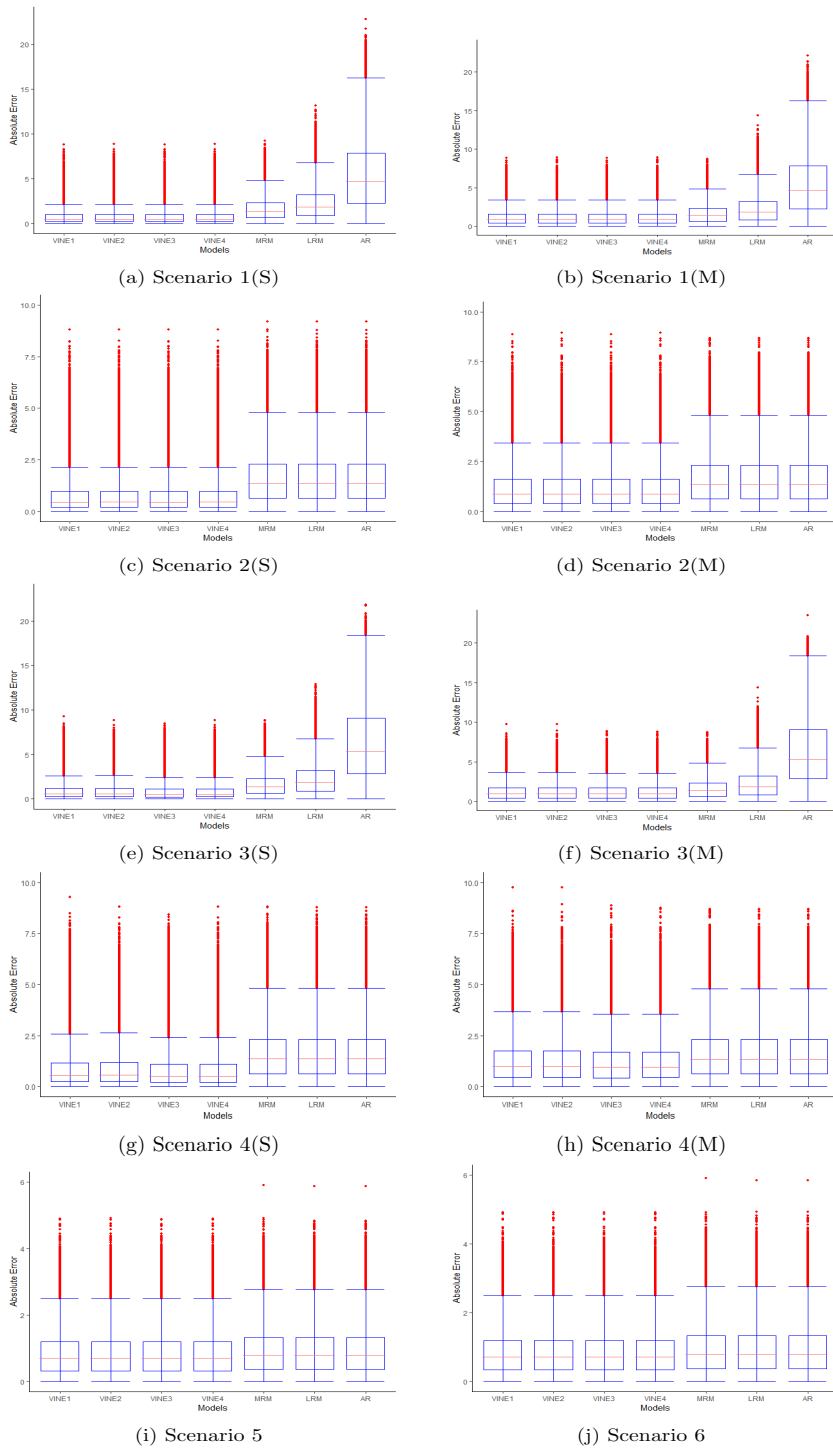 20
15
10
5
0
Absolute Error
VINE1 VINE2 VINE3 VINE4 MRM LRM AR
Models
(a) Scenario 1(S)
20
15
10
5
0
Absolute Error
VINE1 VINE2 VINE3 VINE4 MRM LRM AR
Models
(b) Scenario 1(M)
10.0
7.5
5.0
2.5
0.0
Absolute Error
VINE1 VINE2 VINE3 VINE4 MRM LRM AR
Models
(c) Scenario 2(S)
10.0
7.5
5.0
2.5
0.0
Absolute Error
VINE1 VINE2 VINE3 VINE4 MRM LRM AR
Models
(d) Scenario 2(M)
20
15
10
5
0
Absolute Error
VINE1 VINE2 VINE3 VINE4 MRM LRM AR
Models
(e) Scenario 3(S)
20
15
10
5
0
Absolute Error
VINE1 VINE2 VINE3 VINE4 MRM LRM AR
Models
(f) Scenario 3(M)
10.0
7.5
5.0
2.5
0.0
Absolute Error
VINE1 VINE2 VINE3 VINE4 MRM LRM AR
Models
(g) Scenario 4(S)
10.0
7.5
5.0
2.5
0.0
Absolute Error
VINE1 VINE2 VINE3 VINE4 MRM LRM AR
Models
(h) Scenario 4(M)
6
4
2
0
Absolute Error
VINE1 VINE2 VINE3 VINE4 MRM LRM AR
Models
(i) Scenario 5
6
4
2
0
Absolute Error
VINE1 VINE2 VINE3 VINE4 MRM LRM AR
Models
(j) Scenario 6